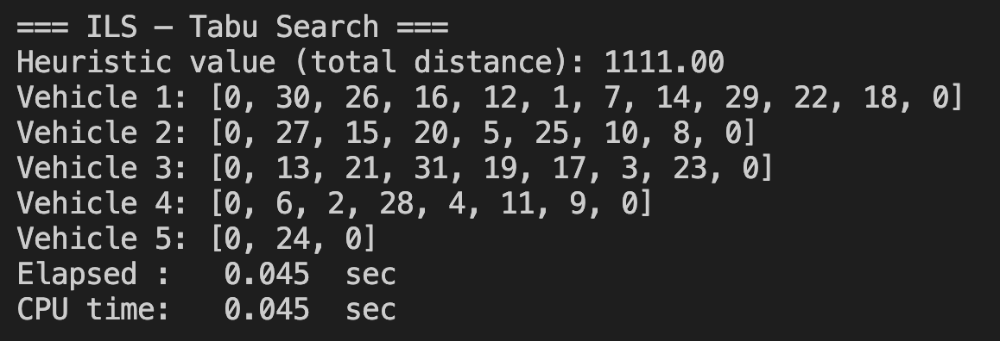 === ILS – Tabu Search ===
Heuristic value (total distance): 1111.00
Vehicle 1: [0, 30, 26, 16, 12, 1, 7, 14, 29, 22, 18, 0]
Vehicle 2: [0, 27, 15, 20, 5, 25, 10, 8, 0]
Vehicle 3: [0, 13, 21, 31, 19, 17, 3, 23, 0]
Vehicle 4: [0, 6, 2, 28, 4, 11, 9, 0]
Vehicle 5: [0, 24, 0]
Elapsed :   0.045  sec
CPU time:   0.045  sec